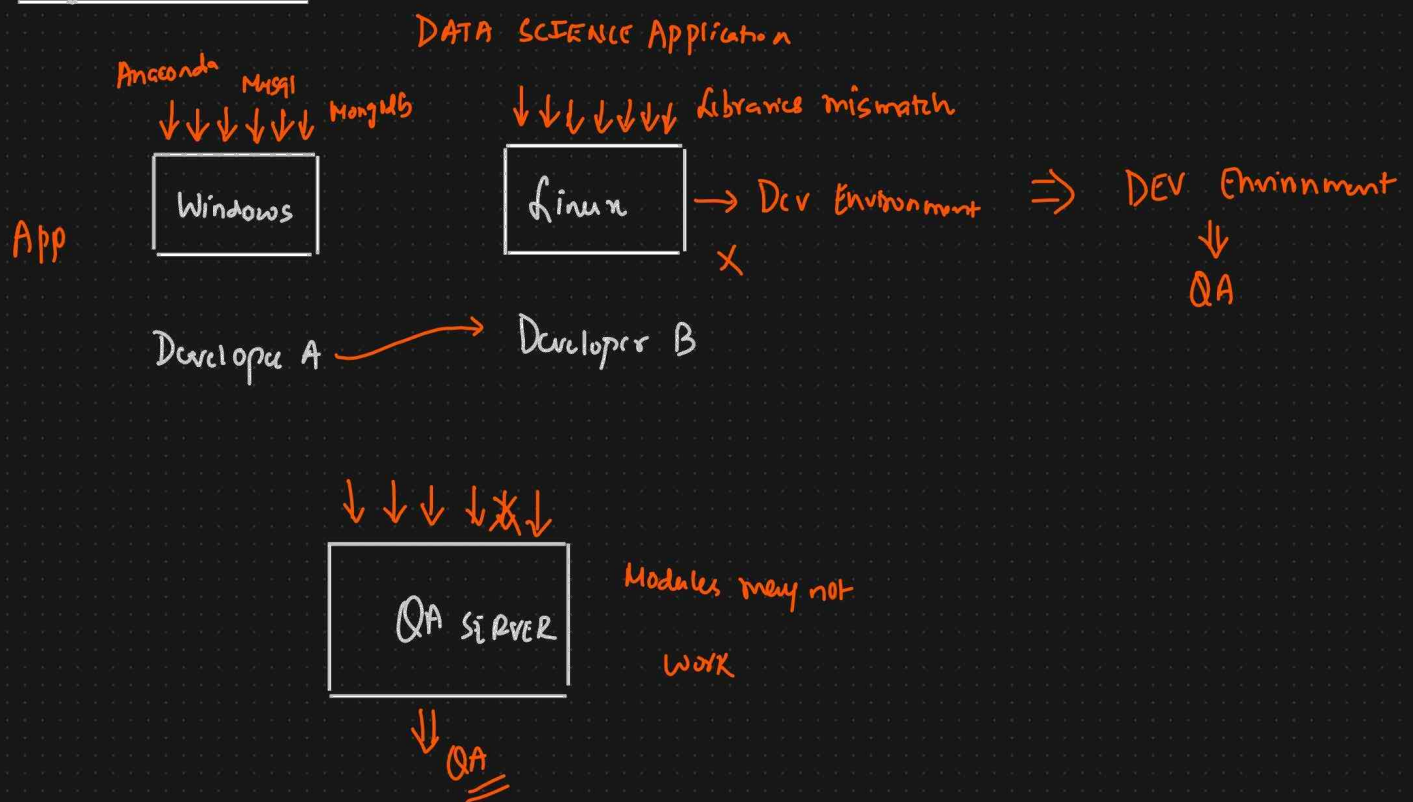 DATA SCIENCE Application
Anaconda
Mysql
MongoDB
Libraries mismatch
Windows
Linux
Dev Environment
DEV Environment
App
X
QA
Developer A
Developer B
QA SERVER
Modules may not
work
QA